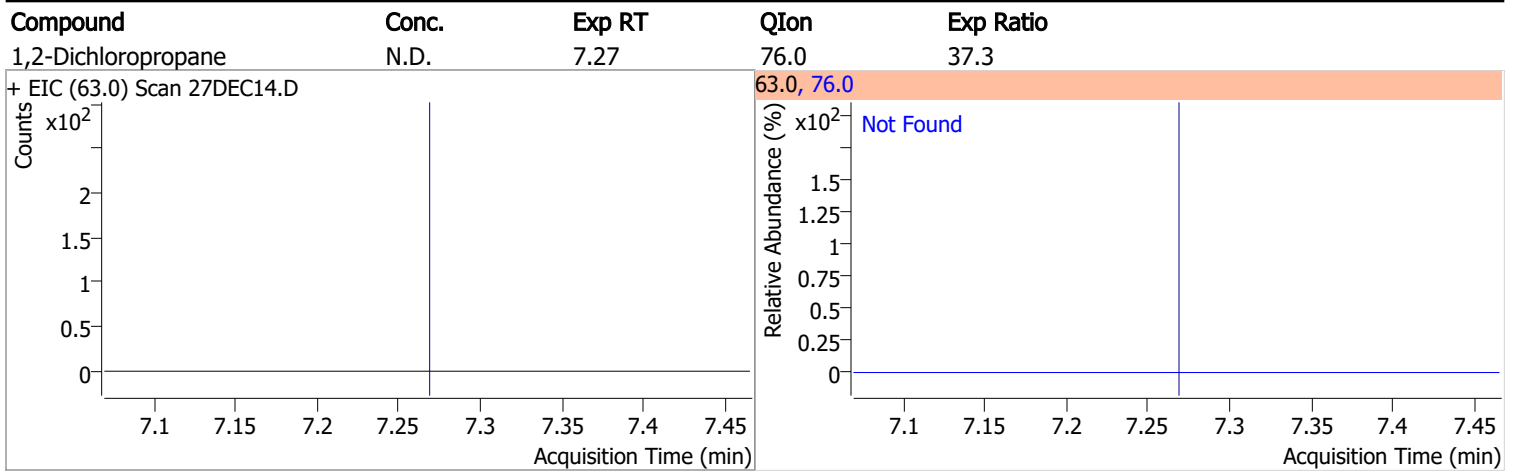 Compound Conc. Exp RT QIon Exp Ratio
1,2-Dichloropropane N.D. 7.27 76.0 37.3
+ EIC (63.0) Scan 27DEC14.D
Counts
x10²
2
1.5
1
0.5
0
7.1 7.15 7.2 7.25 7.3 7.35 7.4 7.45
Acquisition Time (min)
63.0, 76.0
Relative Abundance (%)
x10²
Not Found
1.5
1.25
1
0.75
0.5
0.25
0
7.1 7.15 7.2 7.25 7.3 7.35 7.4 7.45
Acquisition Time (min)